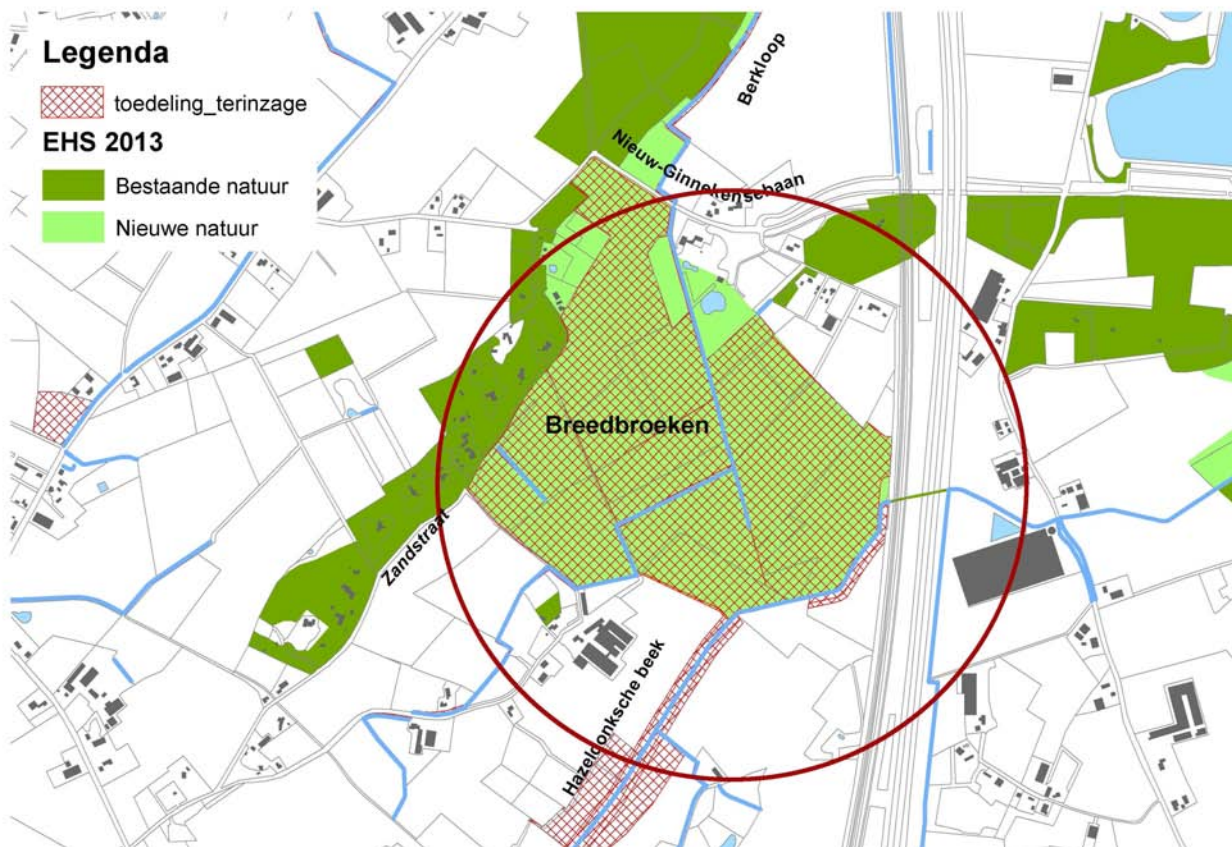 Legenda
toedeling_terinzage
EHS 2013
Bestaande natuur
Nieuwe natuur
Berkloop
Nieuw-Ginnekensebaan
Breedbroeken
Zandstraat
Hazeldonksche beek